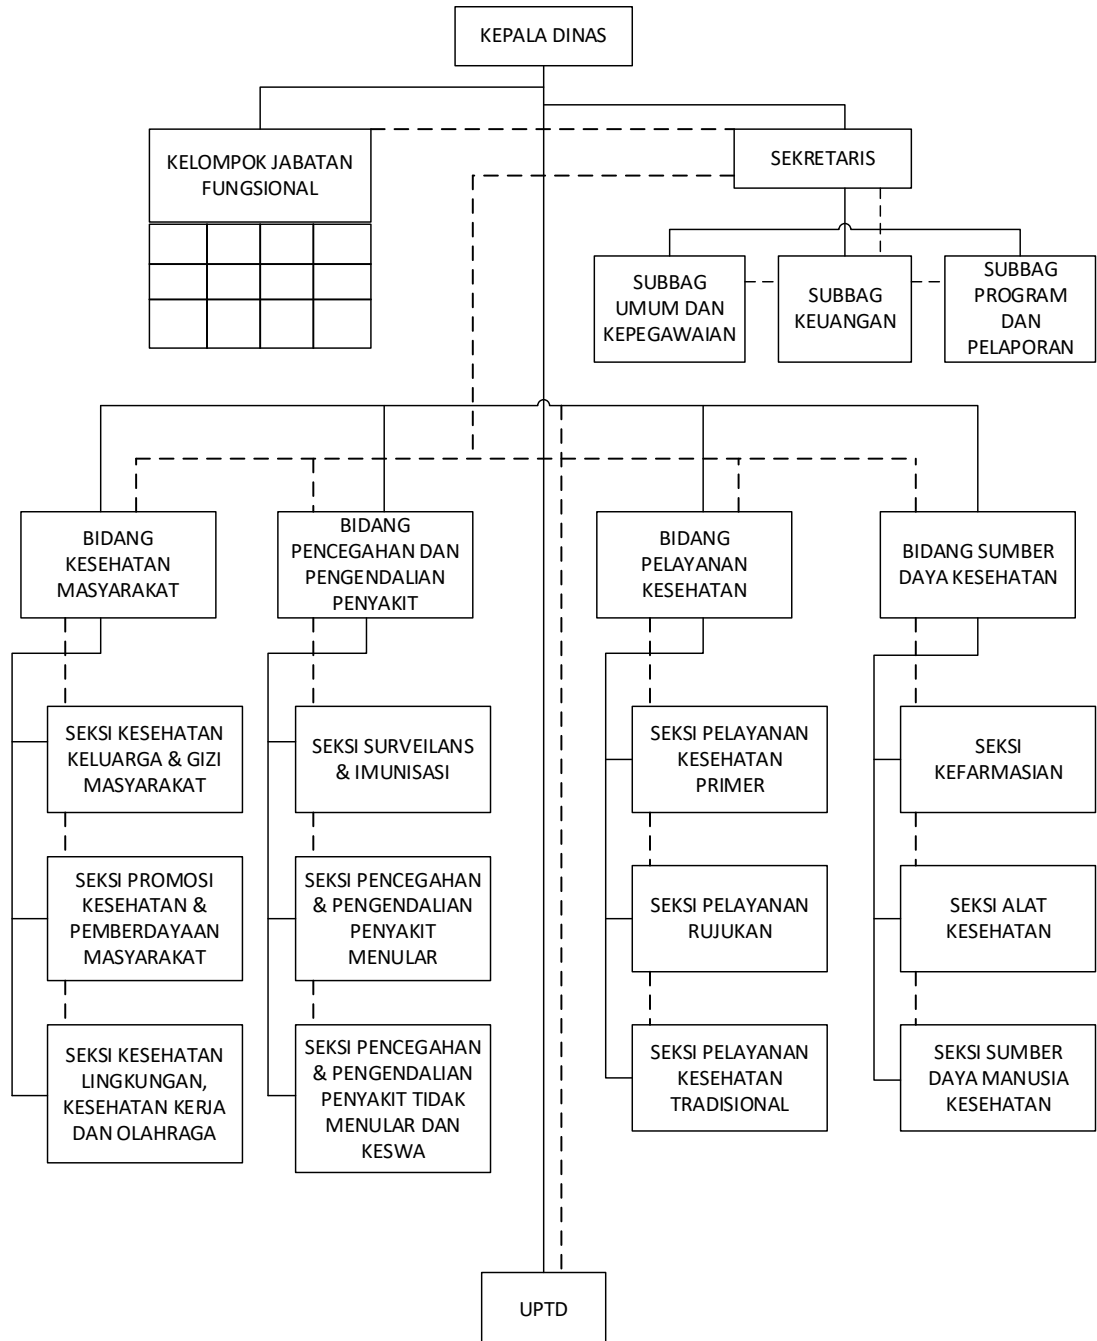 KEPALA DINAS
KELOMPOK JABATAN
FUNGSIONAL
SEKRETARIS
SUBBAG
UMUM DAN
KEPEGAWAIAN
SUBBAG
KEUANGAN
SUBBAG
PROGRAM
DAN
PELAPORAN
BIDANG
KESEHATAN
MASYARAKAT
BIDANG
PENCEGAHAN DAN
PENGENDALIAN
PENYAKIT
BIDANG
PELAYANAN
KESEHATAN
BIDANG SUMBER
DAYA KESEHATAN
SEKSI KESEHATAN
KELUARGA & GIZI
MASYARAKAT
SEKSI SURVEILANS
& IMUNISASI
SEKSI PELAYANAN
KESEHATAN
PRIMER
SEKSI
KEFARMASIAN
SEKSI PROMOSI
KESEHATAN &
PEMBERDAYAAN
MASYARAKAT
SEKSI PENCEGAHAN
& PENGENDALIAN
PENYAKIT
MENULAR
SEKSI PELAYANAN
RUJUKAN
SEKSI ALAT
KESEHATAN
SEKSI KESEHATAN
LINGKUNGAN,
KESEHATAN KERJA
DAN OLAHRAGA
SEKSI PENCEGAHAN
& PENGENDALIAN
PENYAKIT TIDAK
MENULAR DAN
KESWA
SEKSI PELAYANAN
KESEHATAN
TRADISIONAL
SEKSI SUMBER
DAYA MANUSIA
KESEHATAN
UPTD